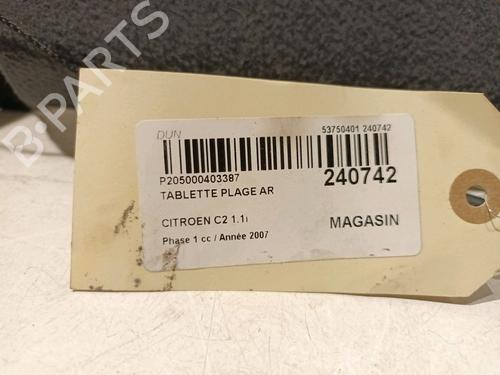 B-PARTS
DUN
53750401 240742
P205000403387
240742
TABLETTE PLAGE AR
CITROEN C2 1.1i
MAGASIN
Phase 1 cc / Année 2007